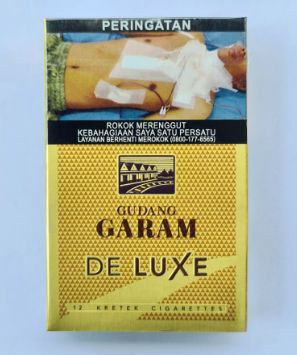 PERINGATAN
ROKOK MERENGGUT
KEBAHAGIAAN SAYA SATU PERSATU
LAYANAN BERHENTI MEROKOK (0800-177-6565)
GUDANG
GARAM
DE LUXE
12 KRETEK CIGARETTES